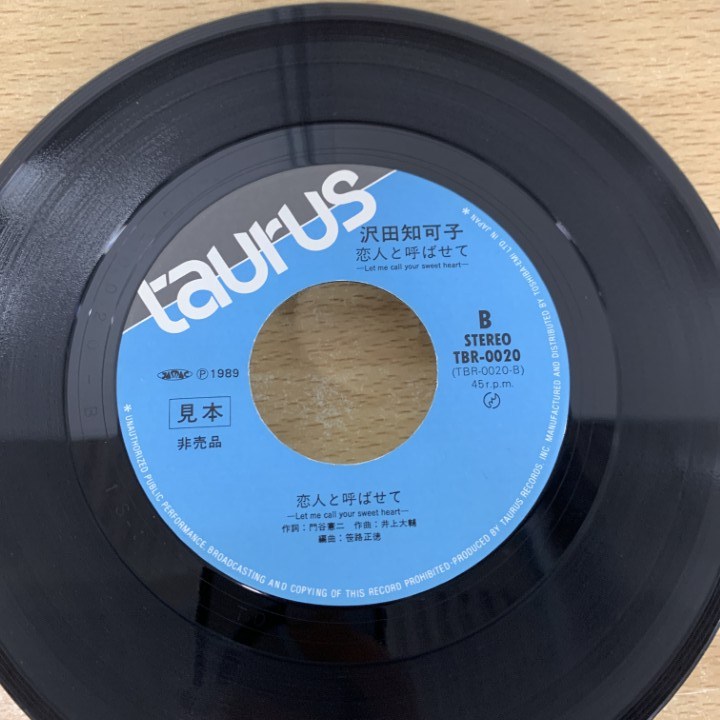 taurus
沢田知可子
恋人と呼ばせて
—Let me call your sweet heart—
B
STEREO
TBR-0020
(TBR-0020-B)
45r.p.m.
Ⓟ1989
見本
非売品
恋人と呼ばせて
—Let me call your sweet heart—
作詞:門谷憲二 作曲:井上大輔
編曲:笹路正徳
* UNAUTHORIZED PUBLIC PERFORMANCE, BROADCASTING AND COPYING OF THIS RECORD PROHIBITED·PRODUCED BY TAURUS RECORDS, INC. MANUFACTURED AND DISTRIBUTED BY TOSHIBA-EMI LTD. IN JAPAN *